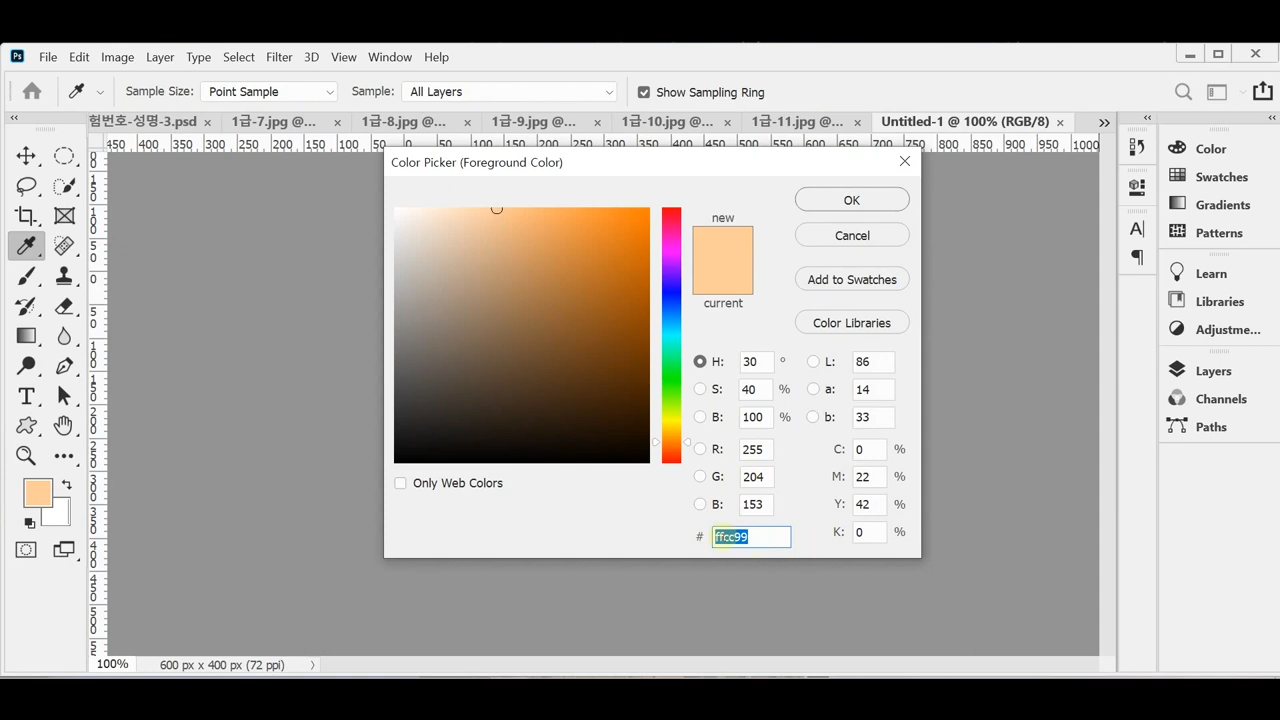 Ps File Edit Image Layer Type Select Filter 3D View Window Help
Sample Size: Point Sample Sample: All Layers Show Sampling Ring
험번호-성명-3.psd × 1급-7.jpg @... × 1급-8.jpg @... × 1급-9.jpg @... × 1급-10.jpg @... × 1급-11.jpg @... × Untitled-1 @ 100% (RGB/8) ×
450 400 350 300 250 200 150 100 50 0 50 100 150 200 250 300 350 400 450 500 550 600 650 700 750 800 850 900 950 1000
Color Picker (Foreground Color)
new
current
OK
Cancel
Add to Swatches
Color Libraries
H: 30 ° L: 86
S: 40 % a: 14
B: 100 % b: 33
R: 255 C: 0 %
G: 204 M: 22 %
B: 153 Y: 42 %
# ffcc99 K: 0 %
Only Web Colors
Color
Swatches
Gradients
Patterns
Learn
Libraries
Adjustme...
Layers
Channels
Paths
100% 600 px x 400 px (72 ppi)